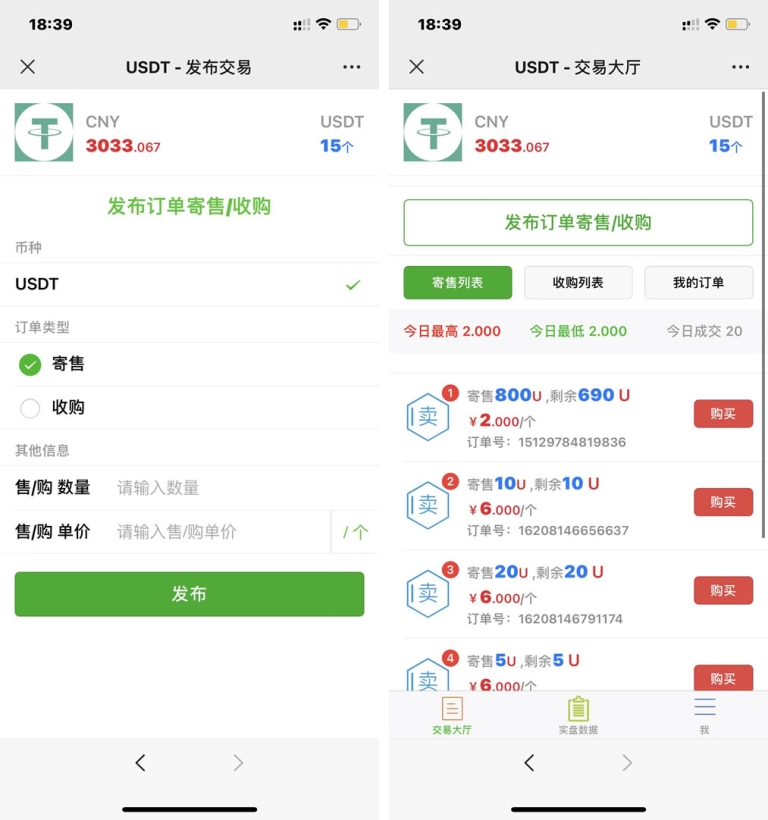 18:39
USDT - 发布交易
CNY
USDT
3033.067
15个
发布订单寄售/收购
币种
USDT
订单类型
寄售
收购
其他信息
售/购 数量 请输入数量
售/购 单价 请输入售/购单价 / 个
发布
18:39
USDT - 交易大厅
CNY
USDT
3033.067
15个
发布订单寄售/收购
寄售列表 收购列表 我的订单
今日最高 2.000 今日最低 2.000 今日成交 20
1
卖
寄售800U ,剩余690 U
¥2.000/个
订单号：15129784819836
购买
2
卖
寄售10U ,剩余10 U
¥6.000/个
订单号：16208146656637
购买
3
卖
寄售20U ,剩余20 U
¥6.000/个
订单号：16208146791174
购买
4
卖
寄售5U ,剩余5 U
¥6.000/个
购买
交易大厅 实盘数据 我